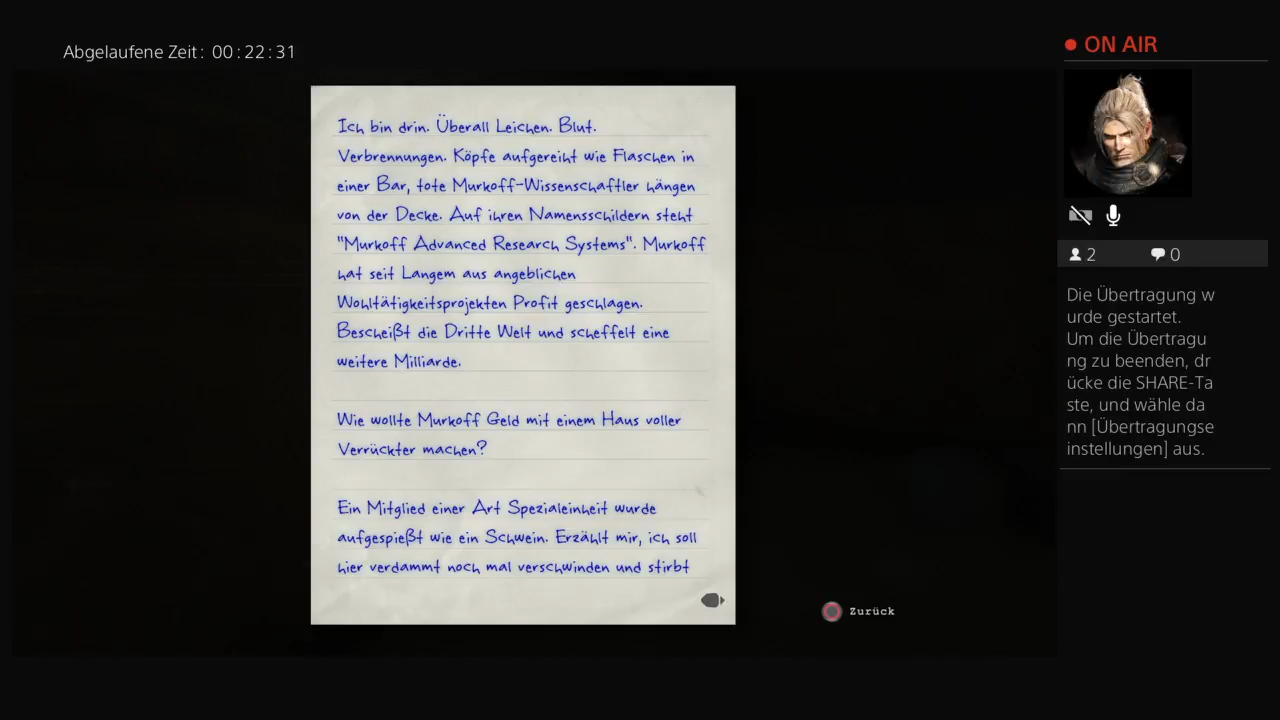 Abgelaufene Zeit: 00:22:31
ON AIR
Ich bin drin. Überall Leichen. Blut.
Verbrennungen. Köpfe aufgereiht wie Flaschen in
einer Bar, tote Murkoff-Wissenschaftler hängen
von der Decke. Auf ihren Namensschildern steht
"Murkoff Advanced Research Systems". Murkoff
hat seit Langem aus angeblichen
Wohltätigkeitsprojekten Profit geschlagen.
Bescheißt die Dritte Welt und scheffelt eine
weitere Milliarde.
Wie wollte Murkoff Geld mit einem Haus voller
Verrückter machen?
Ein Mitglied einer Art Spezialeinheit wurde
aufgespießt wie ein Schwein. Erzählt mir, ich soll
hier verdammt noch mal verschwinden und stirbt
Zurück
2
0
Die Übertragung w
urde gestartet.
Um die Übertragu
ng zu beenden, dr
ücke die SHARE-Ta
ste, und wähle da
nn [Übertragungse
instellungen] aus.